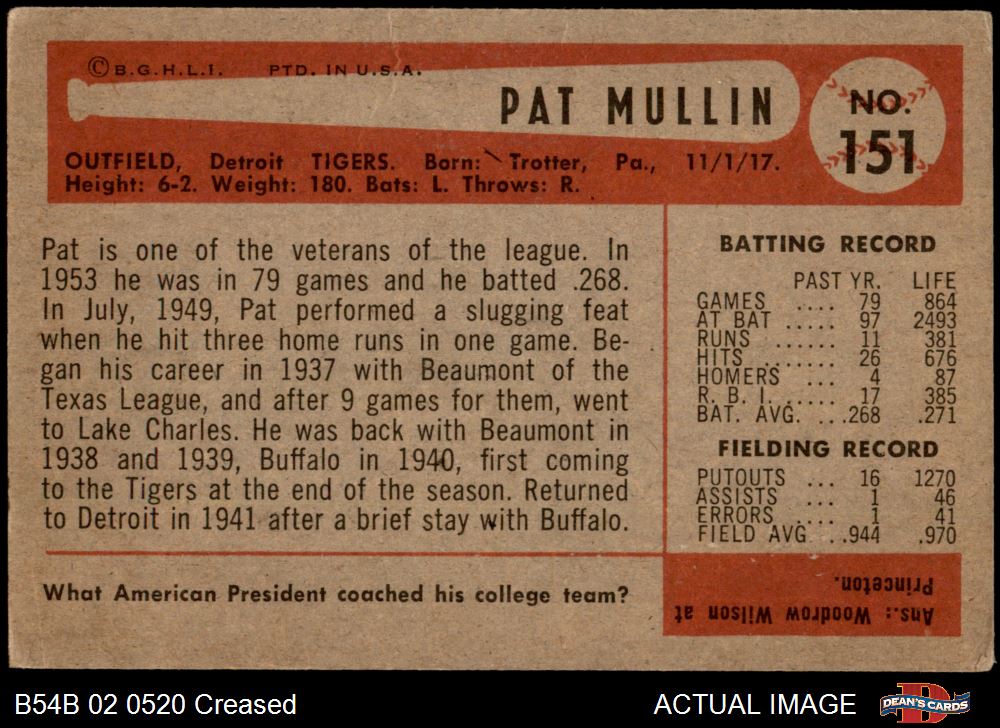 © B.G.H.L.I. PTD. IN U.S.A.
PAT MULLIN
NO.
151
OUTFIELD, Detroit TIGERS. Born: Trotter, Pa., 11/1/17.
Height: 6-2. Weight: 180. Bats: L. Throws: R.
Pat is one of the veterans of the league. In
1953 he was in 79 games and he batted .268.
In July, 1949, Pat performed a slugging feat
when he hit three home runs in one game. Be-
gan his career in 1937 with Beaumont of the
Texas League, and after 9 games for them, went
to Lake Charles. He was back with Beaumont in
1938 and 1939, Buffalo in 1940, first coming
to the Tigers at the end of the season. Returned
to Detroit in 1941 after a brief stay with Buffalo.
BATTING RECORD
PAST YR. LIFE
GAMES .... 79 864
AT BAT ..... 97 2493
RUNS ...... 11 381
HITS ....... 26 676
HOMERS ... 4 87
R. B. I. ..... 17 385
BAT. AVG. ... .268 .271
FIELDING RECORD
PUTOUTS ... 16 1270
ASSISTS ... 1 46
ERRORS .... 1 41
FIELD AVG. . .944 .970
What American President coached his college team?
Ans.: Woodrow Wilson at
Princeton.
B54B 02 0520 Creased
ACTUAL IMAGE
D
DEAN'S CARDS